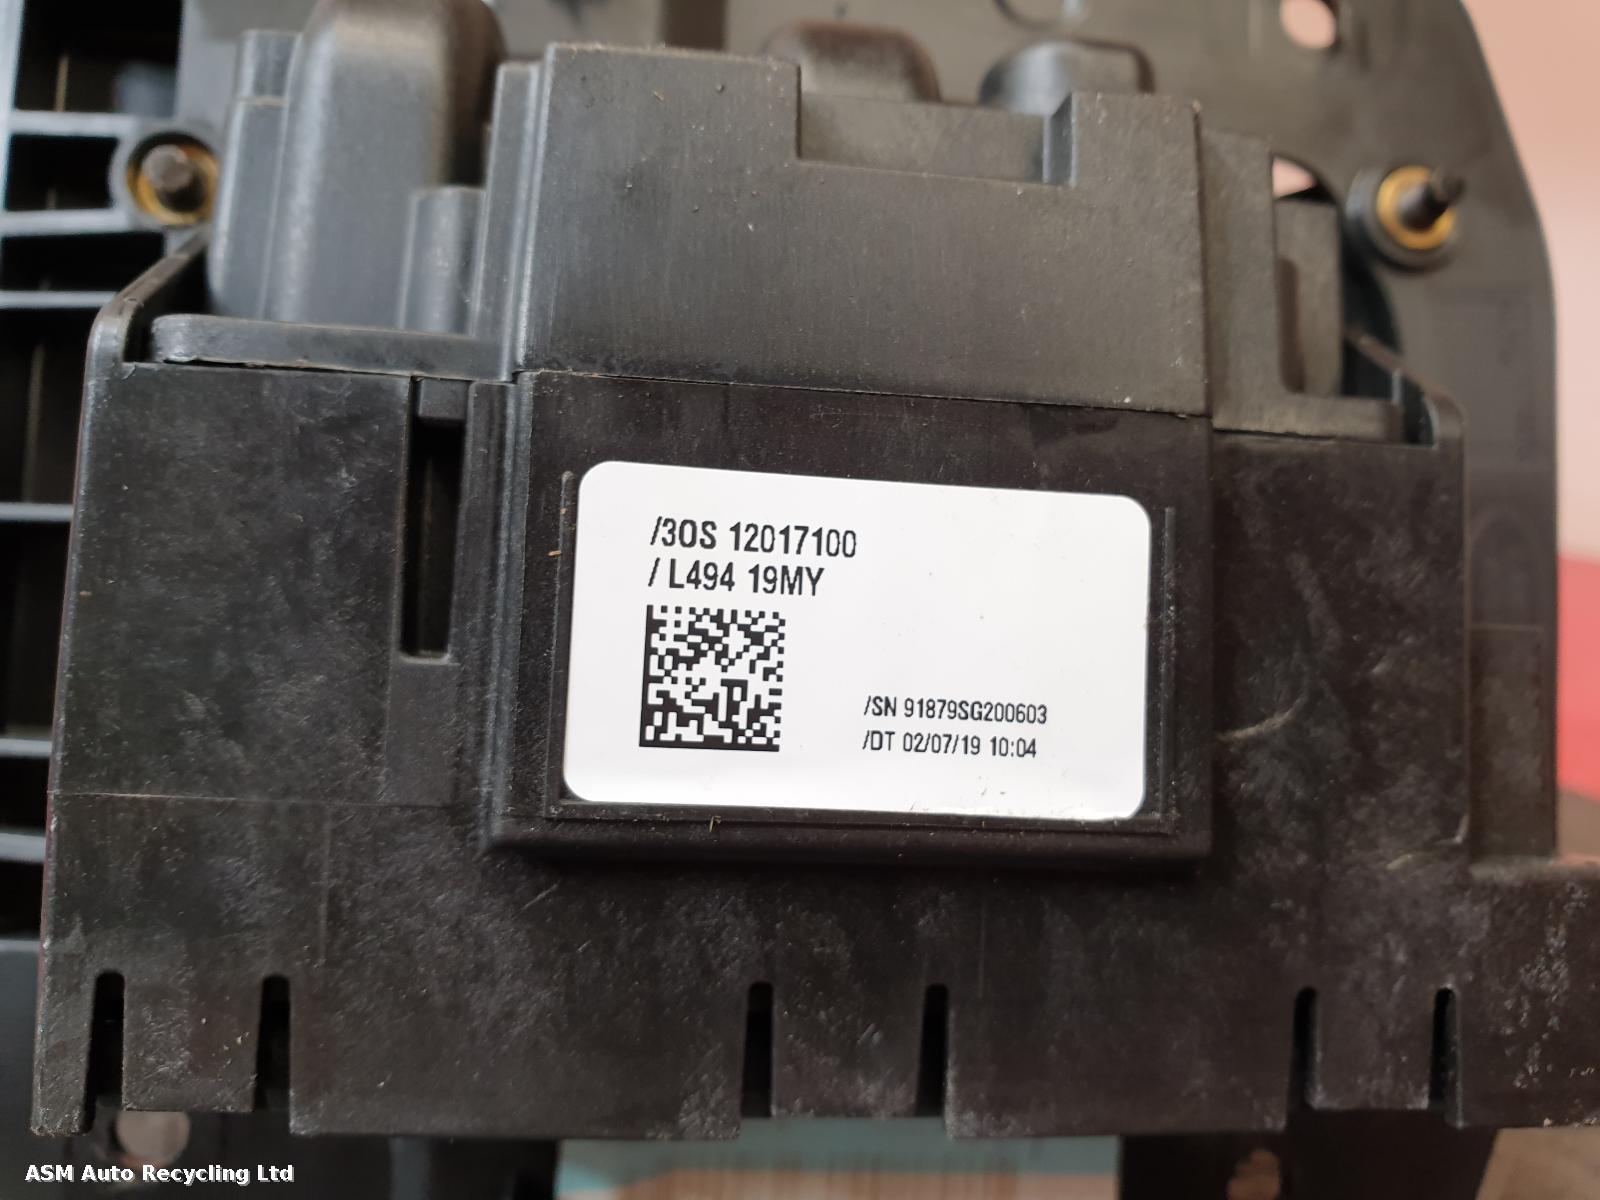 /3OS 12017100
/ L494 19MY
/SN 91879SG200603
/DT 02/07/19 10:04
ASM Auto Recycling Ltd